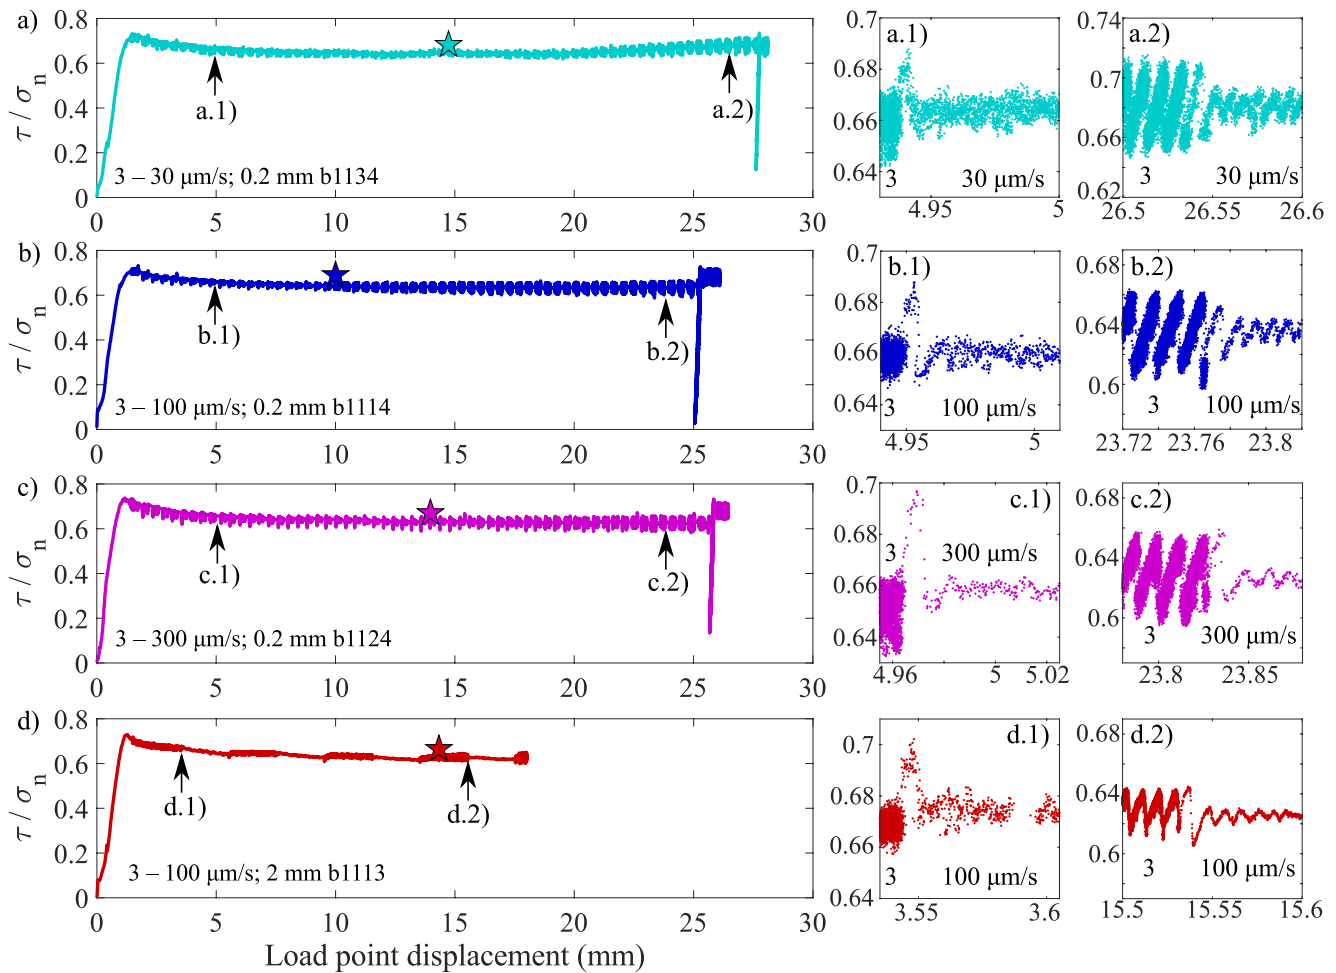 a)
0.8
0.6
0.4
0.2
0
τ / σn
a.1)
a.2)
3 – 30 μm/s; 0.2 mm b1134
0 5 10 15 20 25 30
0.7
0.68
0.66
0.64
a.1)
3 30 μm/s
4.95 5
0.74
0.7
0.66
0.62
a.2)
3 30 μm/s
26.5 26.55 26.6
b)
0.8
0.6
0.4
0.2
0
τ / σn
b.1)
b.2)
3 – 100 μm/s; 0.2 mm b1114
0 5 10 15 20 25 30
0.7
0.68
0.66
0.64
b.1)
3 100 μm/s
4.95 5
0.68
0.64
0.6
b.2)
3 100 μm/s
23.72 23.76 23.8
c)
0.8
0.6
0.4
0.2
0
τ / σn
c.1)
c.2)
3 – 300 μm/s; 0.2 mm b1124
0 5 10 15 20 25 30
0.7
0.68
0.66
0.64
c.1)
3 300 μm/s
4.96 5 5.02
0.68
0.64
0.6
c.2)
3 300 μm/s
23.8 23.85
d)
0.8
0.6
0.4
0.2
0
τ / σn
d.1)
d.2)
3 – 100 μm/s; 2 mm b1113
0 5 10 15 20 25 30
Load point displacement (mm)
0.7
0.68
0.66
0.64
d.1)
3 100 μm/s
3.55 3.6
0.68
0.64
0.6
d.2)
3 100 μm/s
15.5 15.55 15.6